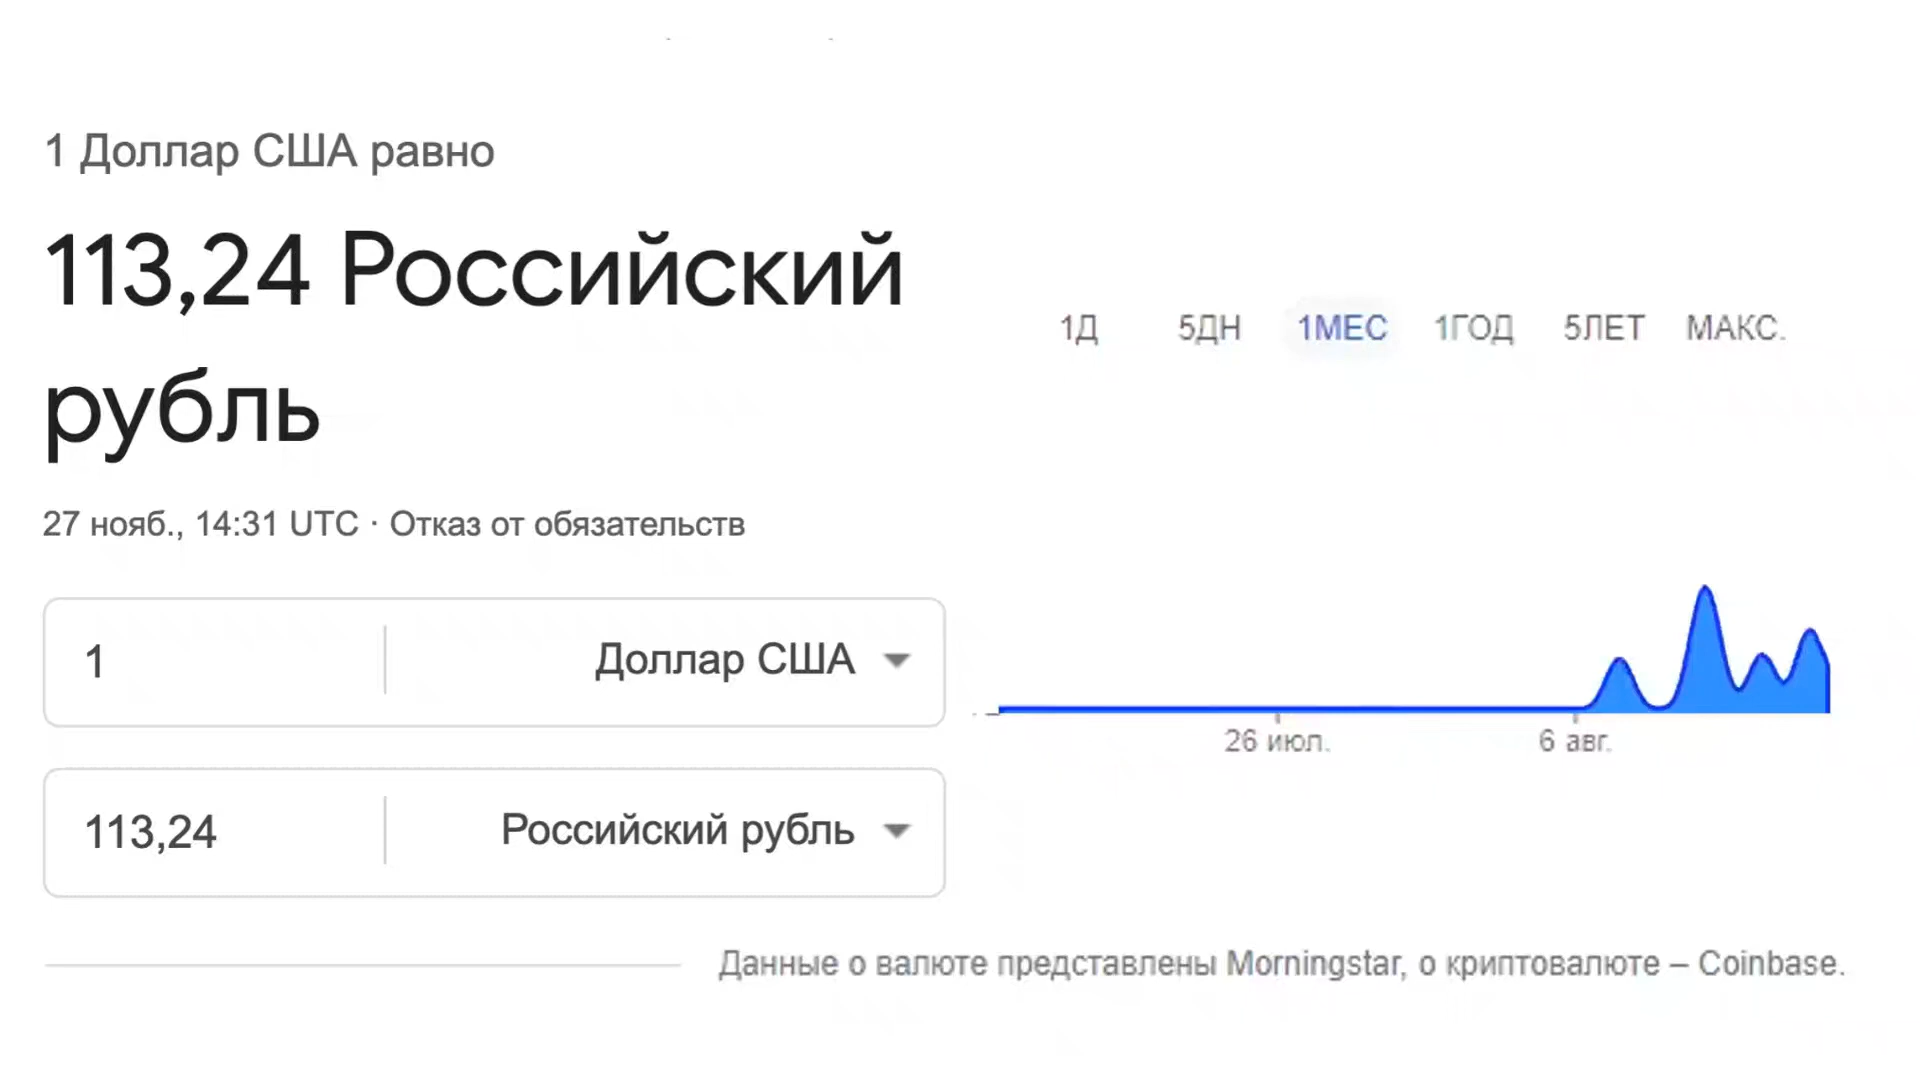 1 Доллар США равно
113,24 Российский
рубль
27 нояб., 14:31 UTC · Отказ от обязательств
1 Доллар США
113,24 Российский рубль
1Д 5ДН 1МЕС 1ГОД 5ЛЕТ МАКС.
26 июл. 6 авг.
Данные о валюте представлены Morningstar, о криптовалюте – Coinbase.